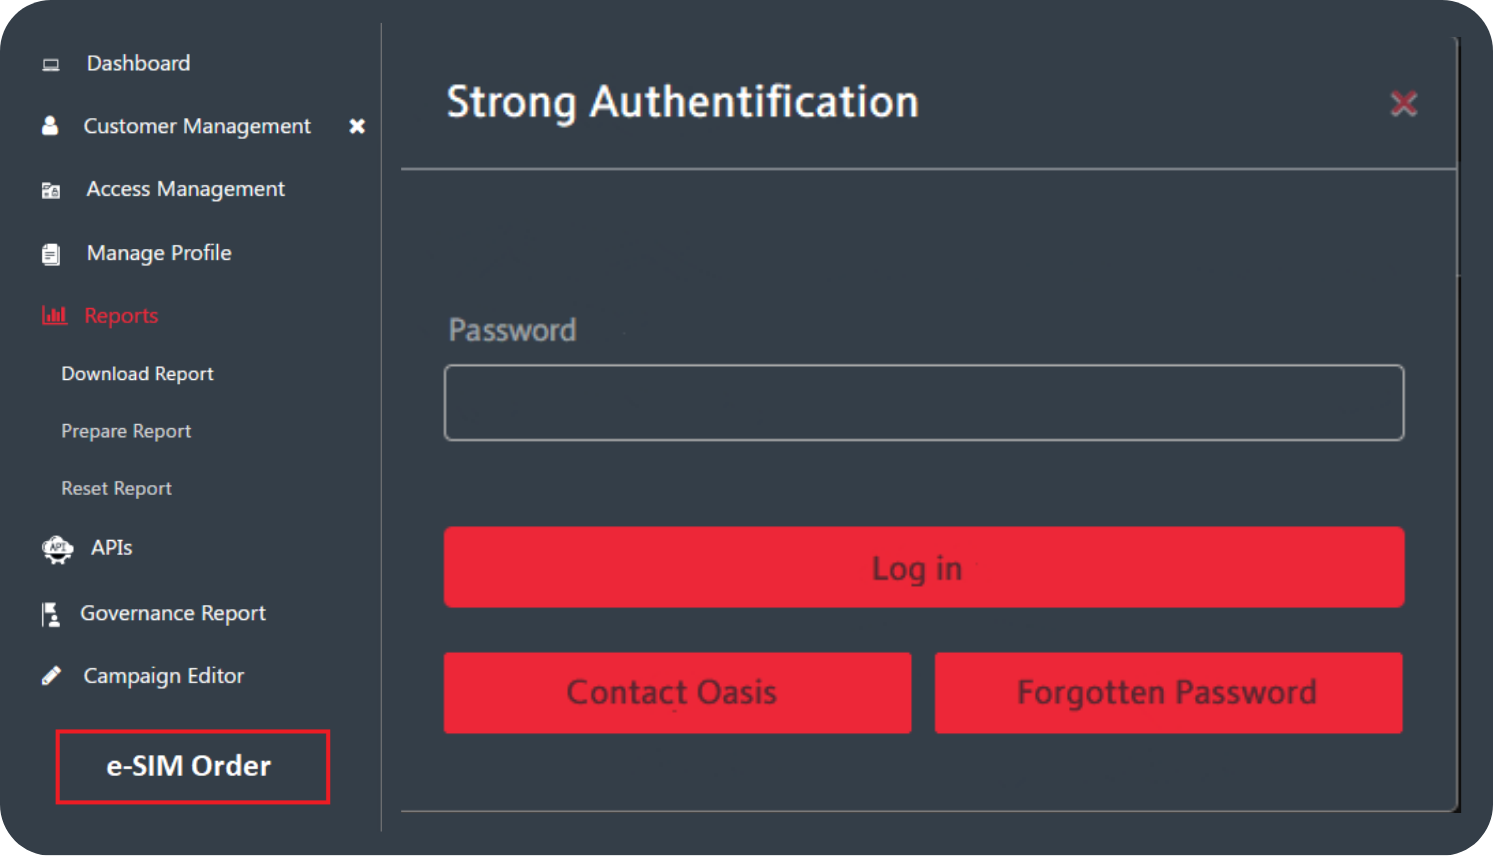 Dashboard
Customer Management
Access Management
Manage Profile
Reports
Download Report
Prepare Report
Reset Report
API
APIs
Governance Report
Campaign Editor
e-SIM Order
Strong Authentification
Password
Log in
Contact Oasis
Forgotten Password